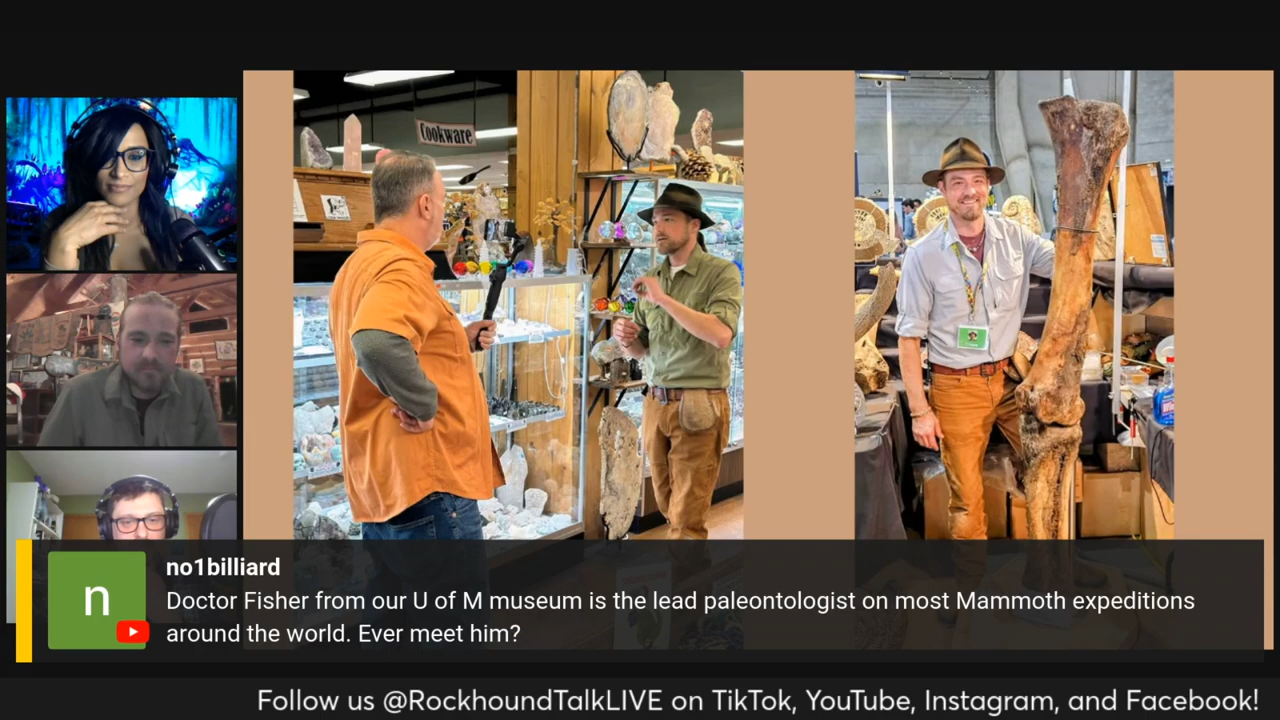 Cookware
n
no1billiard
Doctor Fisher from our U of M museum is the lead paleontologist on most Mammoth expeditions
around the world. Ever meet him?
Follow us @RockhoundTalkLIVE on TikTok, YouTube, Instagram, and Facebook!